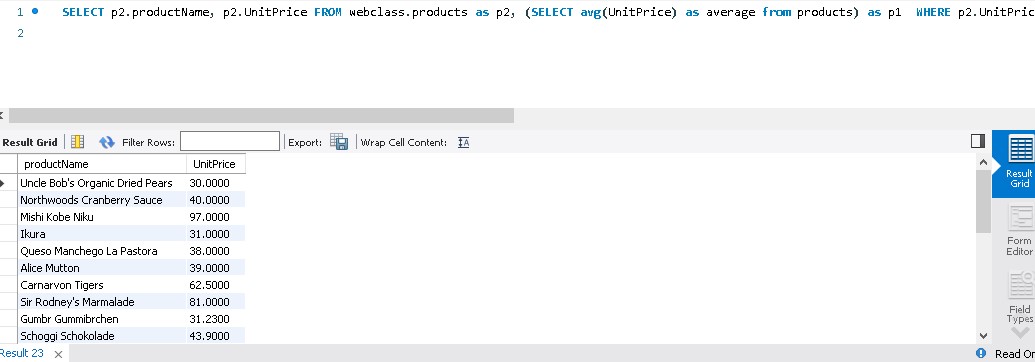 1 SELECT p2.productName, p2.UnitPrice FROM webclass.products as p2, (SELECT avg(UnitPrice) as average from products) as p1 WHERE p2.UnitPric
2
Result Grid Filter Rows: Export: Wrap Cell Content: IA
productName UnitPrice
Uncle Bob's Organic Dried Pears 30.0000
Northwoods Cranberry Sauce 40.0000
Mishi Kobe Niku 97.0000
Ikura 31.0000
Queso Manchego La Pastora 38.0000
Alice Mutton 39.0000
Carnarvon Tigers 62.5000
Sir Rodney's Marmalade 81.0000
Gumbr Gummibrchen 31.2300
Schoggi Schokolade 43.9000
Result
Grid
Form
Editor
Field
Types
Result 23 x
Read On